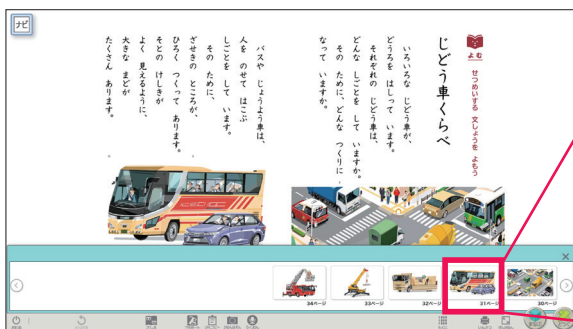 ナビ
よむ
せつめいする 文しょうを よもう
じどう車くらべ
いろいろな じどう車が、
どうろを はしって います。
それぞれの じどう車は、
どんな しごとを して いますか。
その ために、どんな つくりに
なって いますか。
バスや じょうよう車は、
人を のせて はこぶ
しごとを して います。
その ために、
ざせきの ところが、
ひろく つくって あります。
そとの けしきが
よく 見えるように、
大きな まどが
たくさん あります。
34ページ
33ページ
32ページ
31ページ
30ページ